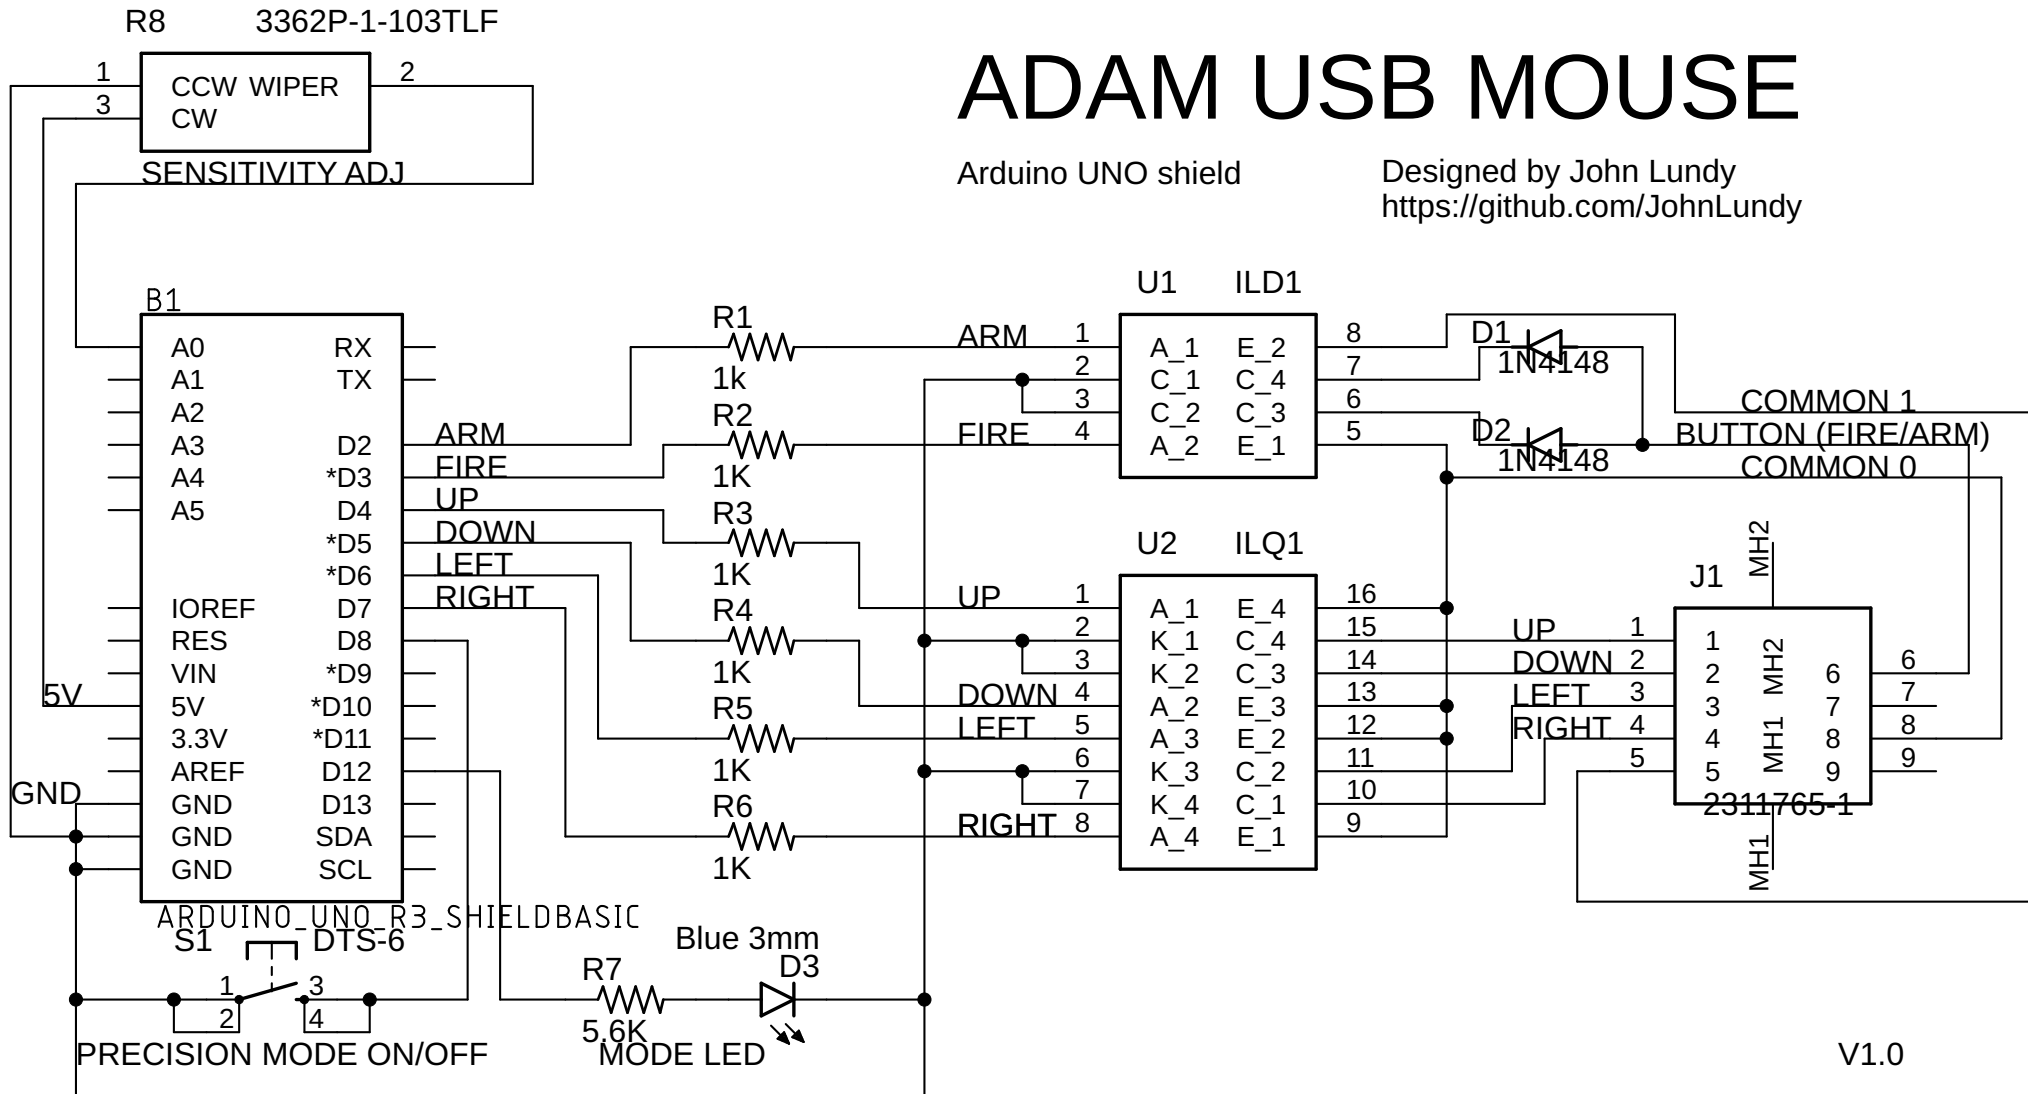 R8 3362P-1-103TLF
1 CCW WIPER 2
3 CW
SENSITIVITY ADJ
ADAM USB MOUSE
Arduino UNO shield
Designed by John Lundy
https://github.com/JohnLundy
B1
A0 RX
A1 TX
A2
A3 D2 ARM
A4 *D3 FIRE
A5 D4 UP
*D5 DOWN
*D6 LEFT
IOREF D7 RIGHT
RES D8
VIN *D9
5V 5V *D10
3.3V *D11
AREF D12
GND GND D13
GND SDA
GND SCL
ARDUINO_UNO_R3_SHIELDBASIC
R1
1k
R2
1K
R3
1K
R4
1K
R5
1K
R6
1K
U1 ILD1
ARM 1 A_1 E_2 8
2 C_1 C_4 7
3 C_2 C_3 6
FIRE 4 A_2 E_1 5
D1
1N4148
D2
1N4148
COMMON 1
BUTTON (FIRE/ARM)
COMMON 0
U2 ILQ1
UP 1 A_1 E_4 16
2 K_1 C_4 15
3 K_2 C_3 14
DOWN 4 A_2 E_3 13
LEFT 5 A_3 E_2 12
6 K_3 C_2 11
7 K_4 C_1 10
RIGHT 8 A_4 E_1 9
J1
MH2
UP 1 1
DOWN 2 2 MH2 6 6
LEFT 3 3 7 7
RIGHT 4 4 MH1 8 8
5 5 9 9
2311765-1
MH1
S1 DTS-6
1 3
2 4
PRECISION MODE ON/OFF
Blue 3mm
R7 D3
5.6K
MODE LED
V1.0